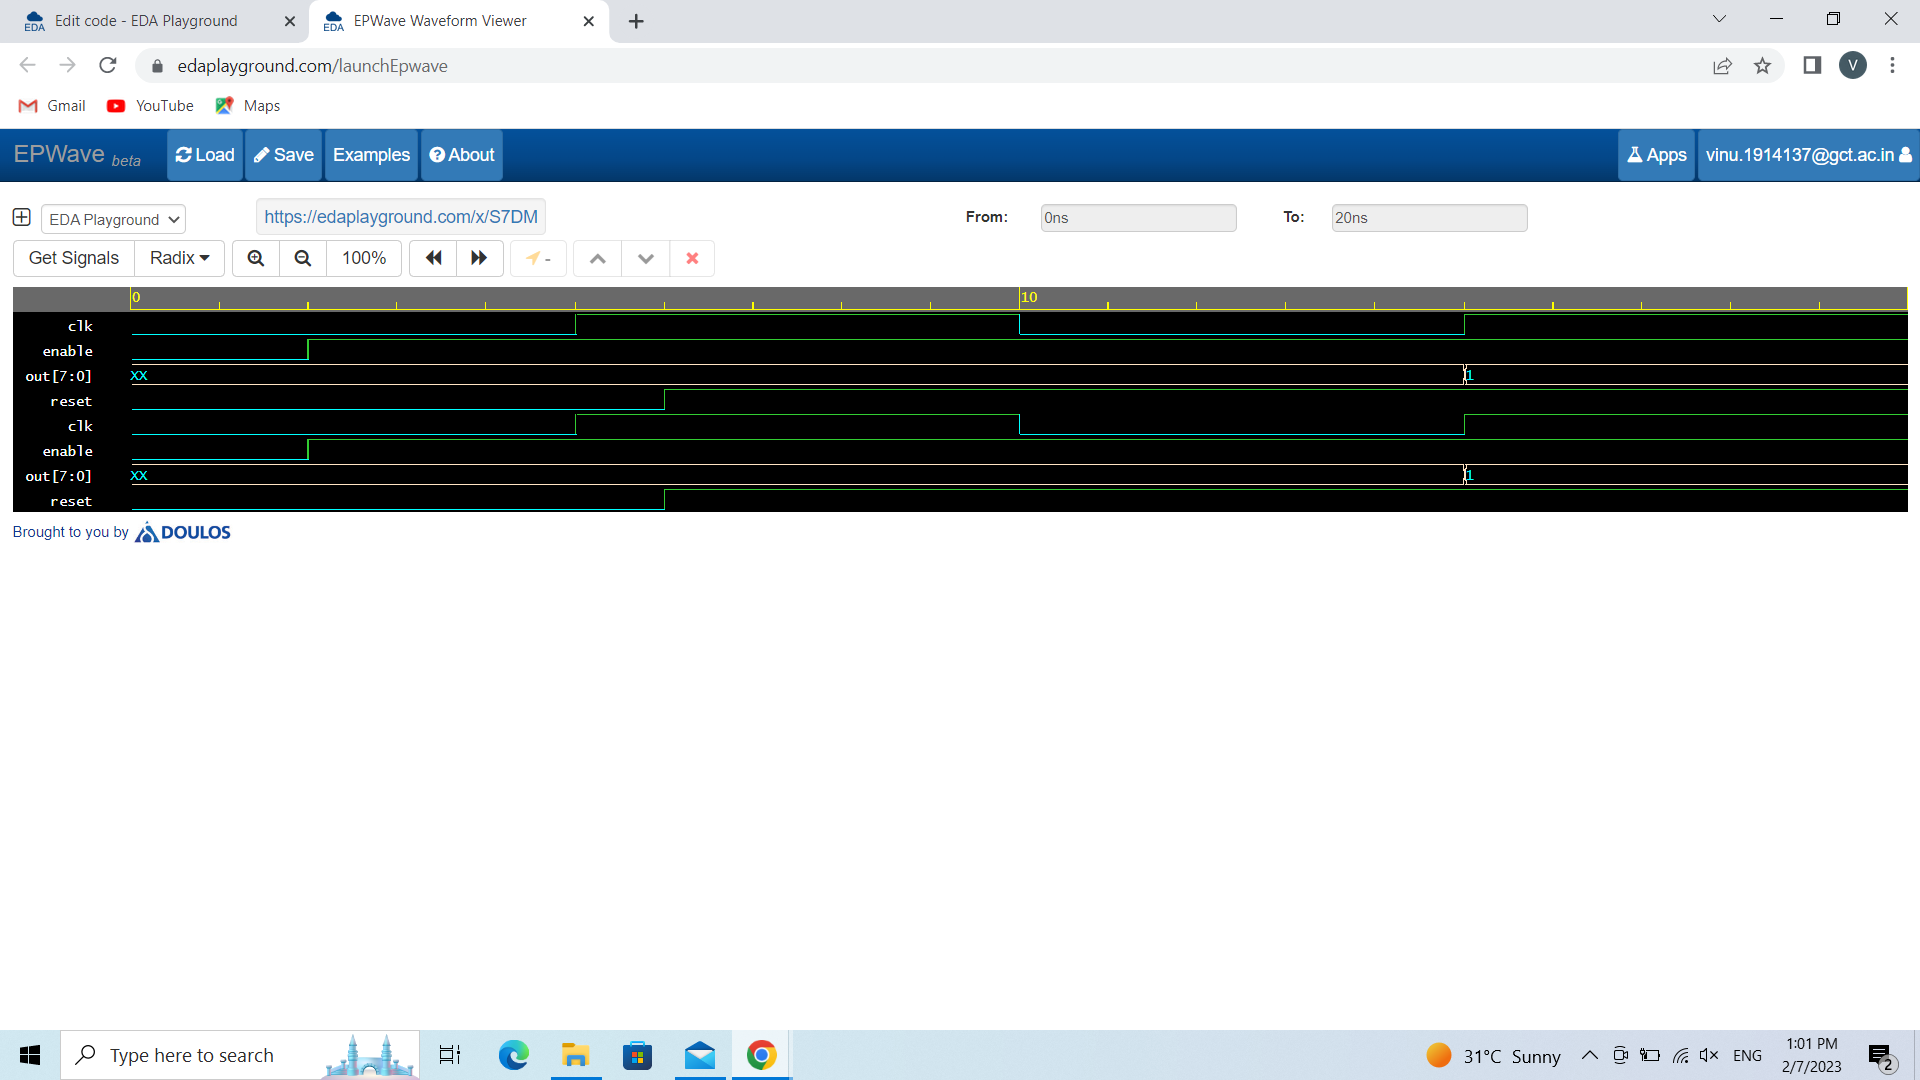 Edit code - EDA Playground
EPWave Waveform Viewer
edaplayground.com/launchEpwave
V
Gmail YouTube Maps
EPWave beta Load Save Examples About Apps vinu.1914137@gct.ac.in
EDA Playground https://edaplayground.com/x/S7DM From: 0ns To: 20ns
Get Signals Radix 100% -
0 10
clk
enable
out[7:0] XX 1
reset
clk
enable
out[7:0] XX 1
reset
Brought to you by DOULOS
Type here to search
31°C Sunny ENG 1:01 PM
2/7/2023 2